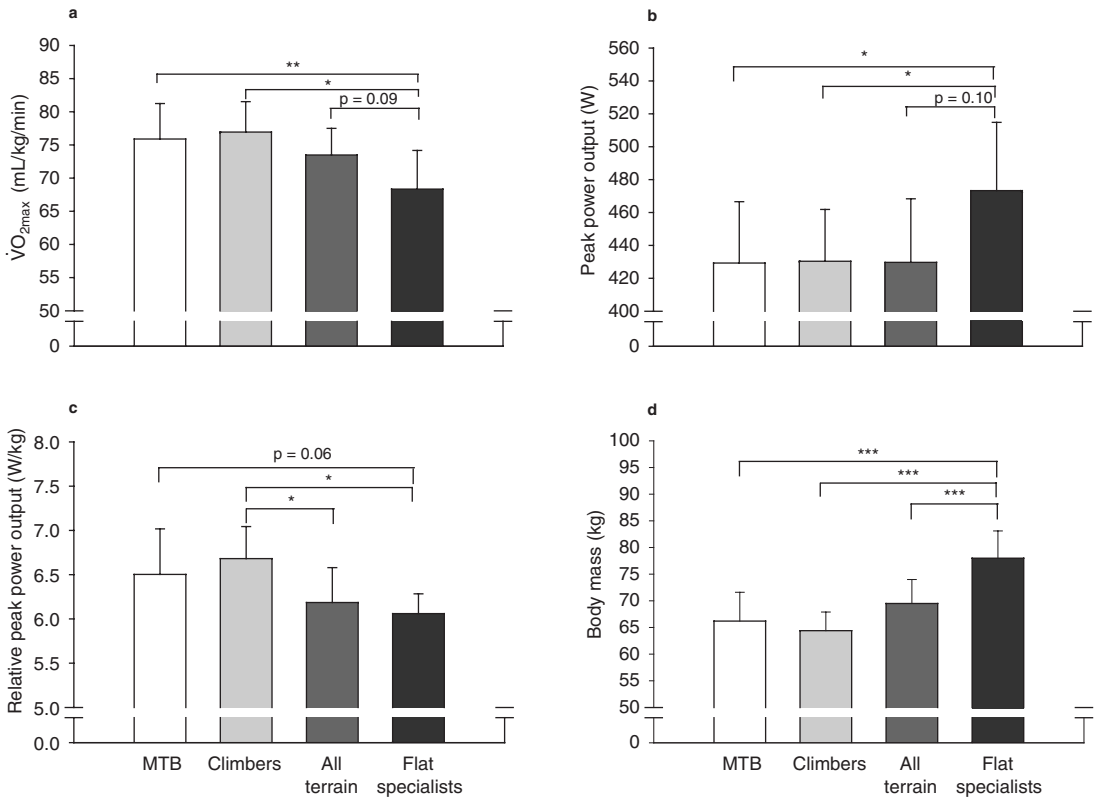 a
V̇O2max (mL/kg/min)
90
85
80
75
70
65
60
55
50
0
**
*
p = 0.09
b
Peak power output (W)
560
540
520
500
480
460
440
420
400
0
*
*
p = 0.10
c
Relative peak power output (W/kg)
8.0
7.5
7.0
6.5
6.0
5.5
5.0
0.0
p = 0.06
*
*
MTB
Climbers
All
terrain
Flat
specialists
d
Body mass (kg)
100
95
90
85
80
75
70
65
60
55
50
0
***
***
***
MTB
Climbers
All
terrain
Flat
specialists